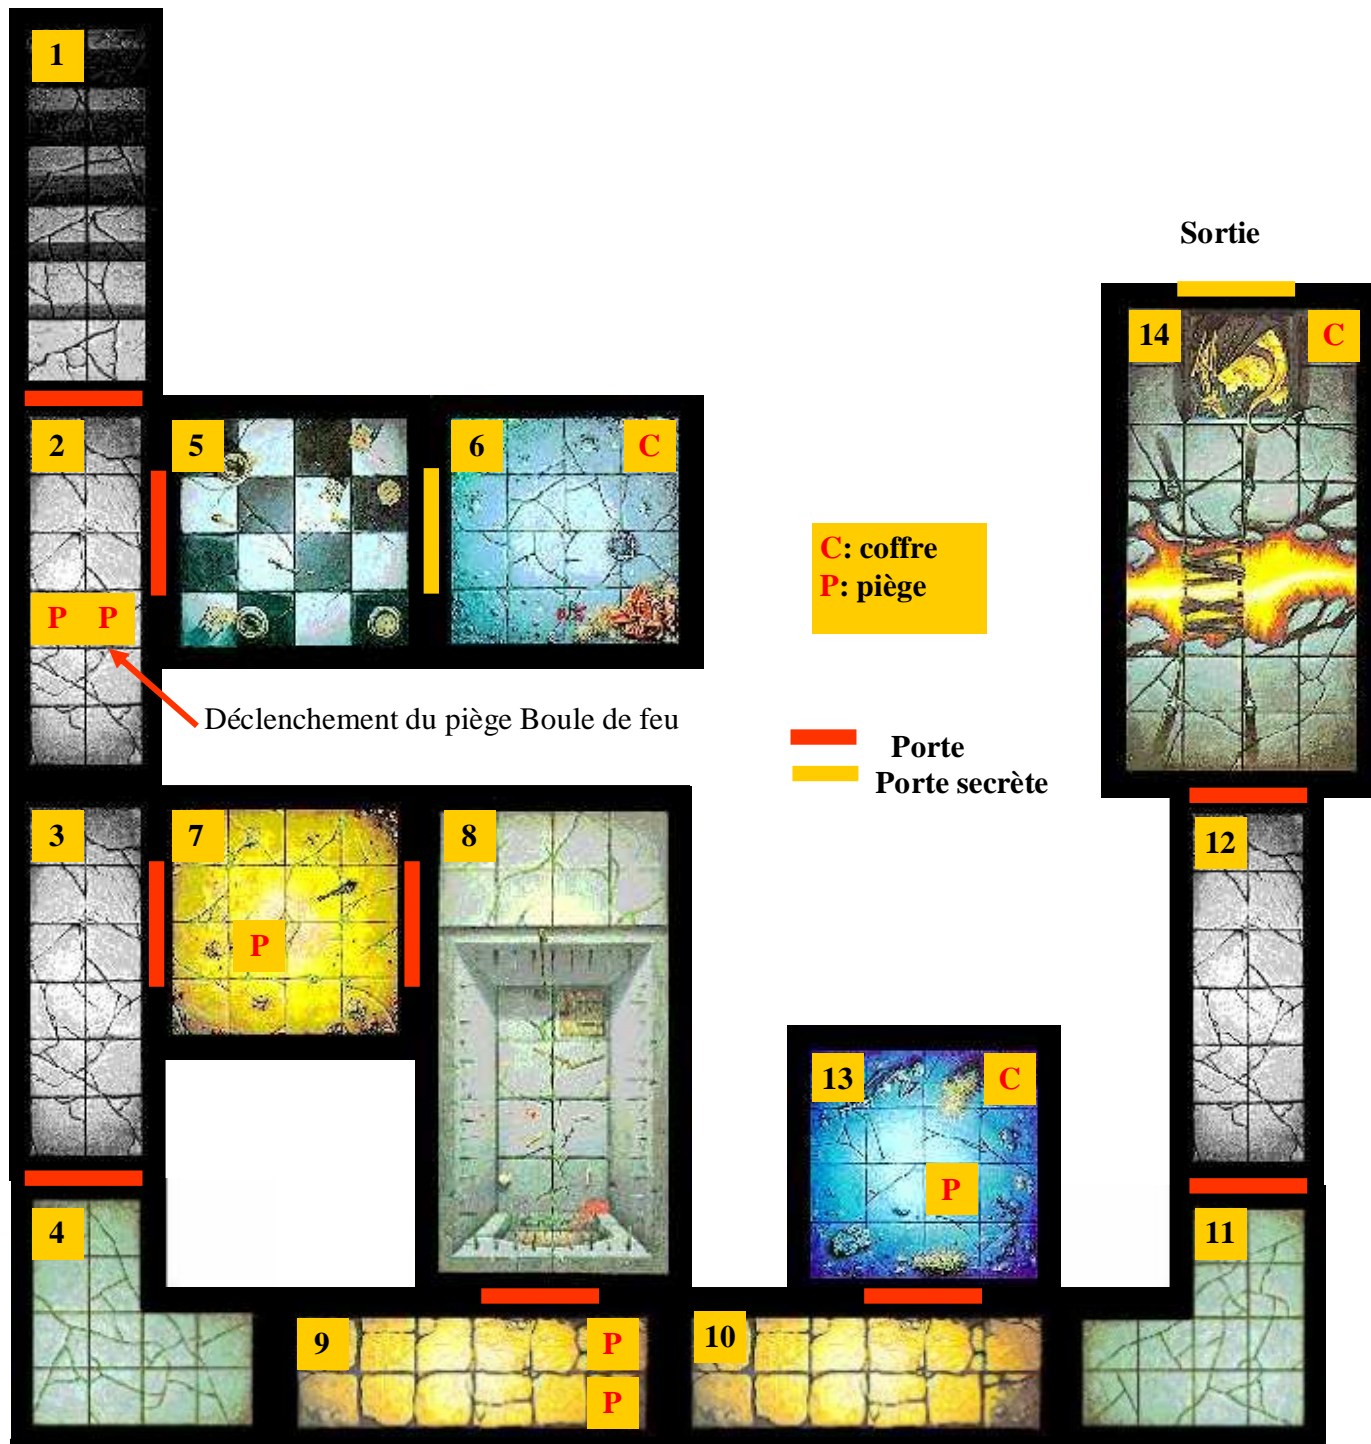 1
Sortie
14 C
2 5 6 C
C: coffre
P: piège
P P
Déclenchement du piège Boule de feu
Porte
Porte secrète
3 7 8 12
P
13 C
P
4 11
9 P 10
P